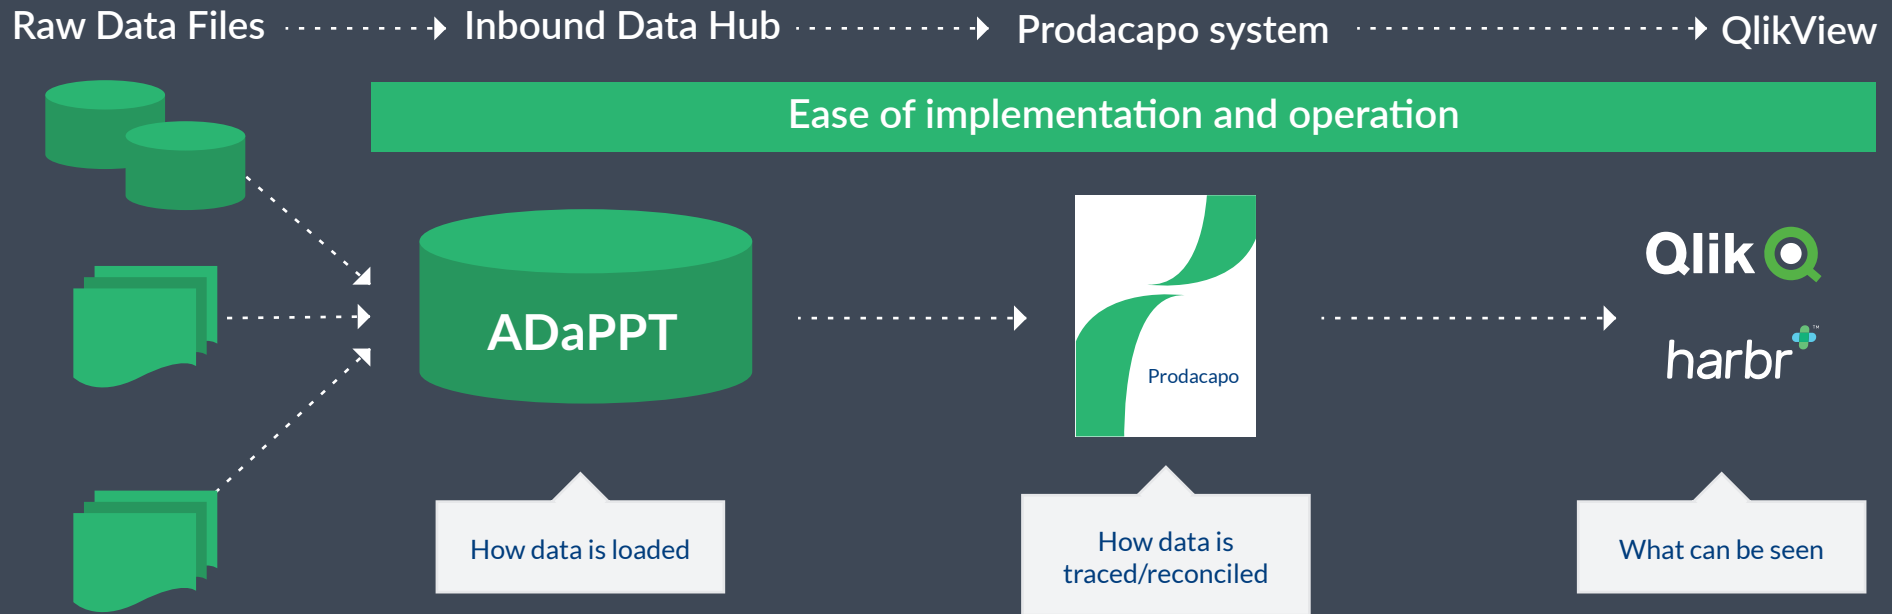 Raw Data Files
Inbound Data Hub
Prodacapo system
QlikView
Ease of implementation and operation
ADaPPT
Prodacapo
Qlik
harbr™
How data is loaded
How data is
traced/reconciled
What can be seen